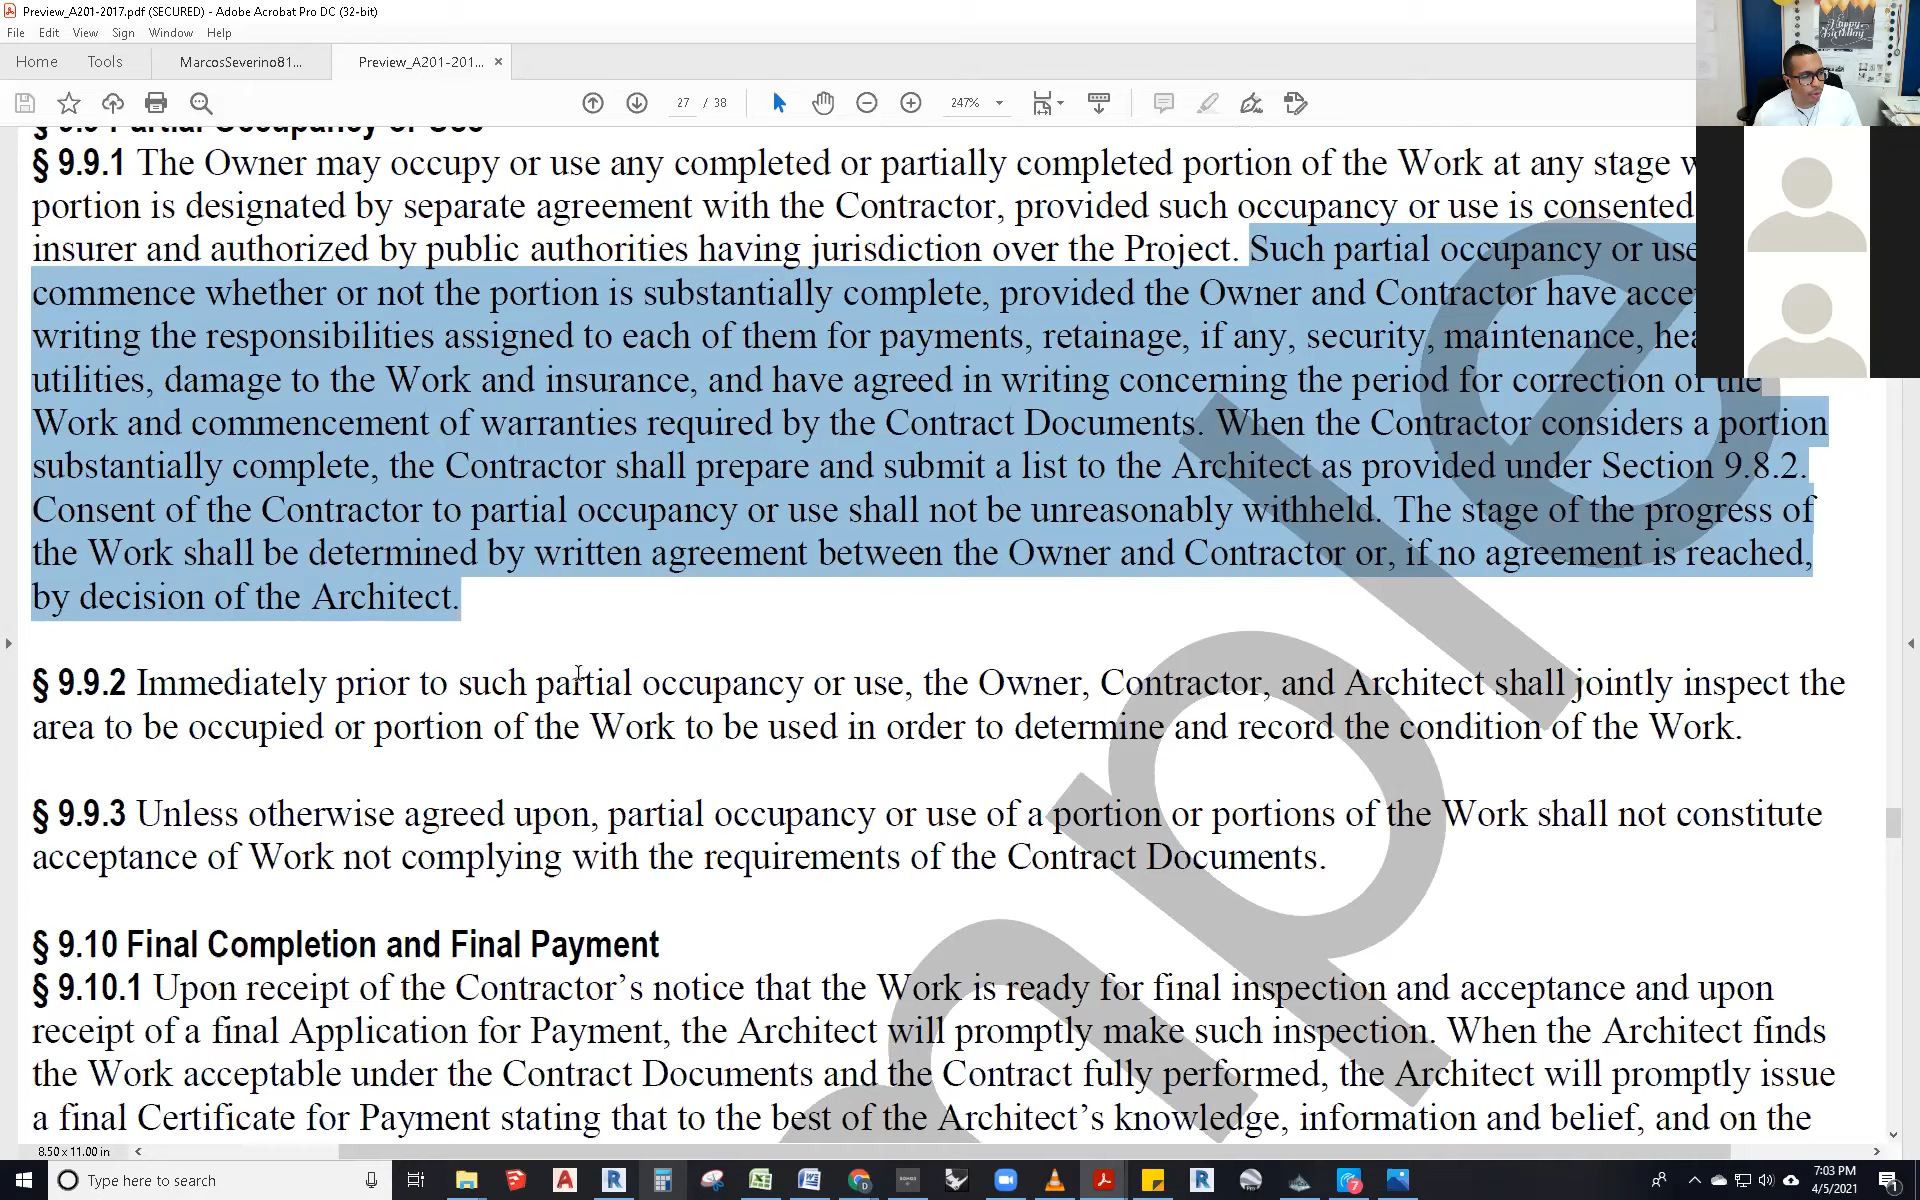 Preview_A201-2017.pdf (SECURED) - Adobe Acrobat Pro DC (32-bit)
File Edit View Sign Window Help
Home Tools MarcosSeverino81... Preview_A201-201... ×
27 / 38 247%
§ 9.9 Partial Occupancy or Use
§ 9.9.1 The Owner may occupy or use any completed or partially completed portion of the Work at any stage
portion is designated by separate agreement with the Contractor, provided such occupancy or use is consented
insurer and authorized by public authorities having jurisdiction over the Project. Such partial occupancy or use
commence whether or not the portion is substantially complete, provided the Owner and Contractor have
writing the responsibilities assigned to each of them for payments, retainage, if any, security, maintenance,
utilities, damage to the Work and insurance, and have agreed in writing concerning the period for correction of the
Work and commencement of warranties required by the Contract Documents. When the Contractor considers a portion
substantially complete, the Contractor shall prepare and submit a list to the Architect as provided under Section 9.8.2.
Consent of the Contractor to partial occupancy or use shall not be unreasonably withheld. The stage of the progress of
the Work shall be determined by written agreement between the Owner and Contractor or, if no agreement is reached,
by decision of the Architect.
§ 9.9.2 Immediately prior to such partial occupancy or use, the Owner, Contractor, and Architect shall jointly inspect the
area to be occupied or portion of the Work to be used in order to determine and record the condition of the Work.
§ 9.9.3 Unless otherwise agreed upon, partial occupancy or use of a portion or portions of the Work shall not constitute
acceptance of Work not complying with the requirements of the Contract Documents.
§ 9.10 Final Completion and Final Payment
§ 9.10.1 Upon receipt of the Contractor’s notice that the Work is ready for final inspection and acceptance and upon
receipt of a final Application for Payment, the Architect will promptly make such inspection. When the Architect finds
the Work acceptable under the Contract Documents and the Contract fully performed, the Architect will promptly issue
a final Certificate for Payment stating that to the best of the Architect’s knowledge, information and belief, and on the
8.50 x 11.00 in
Type here to search
7:03 PM
4/5/2021
Happy
Birthday